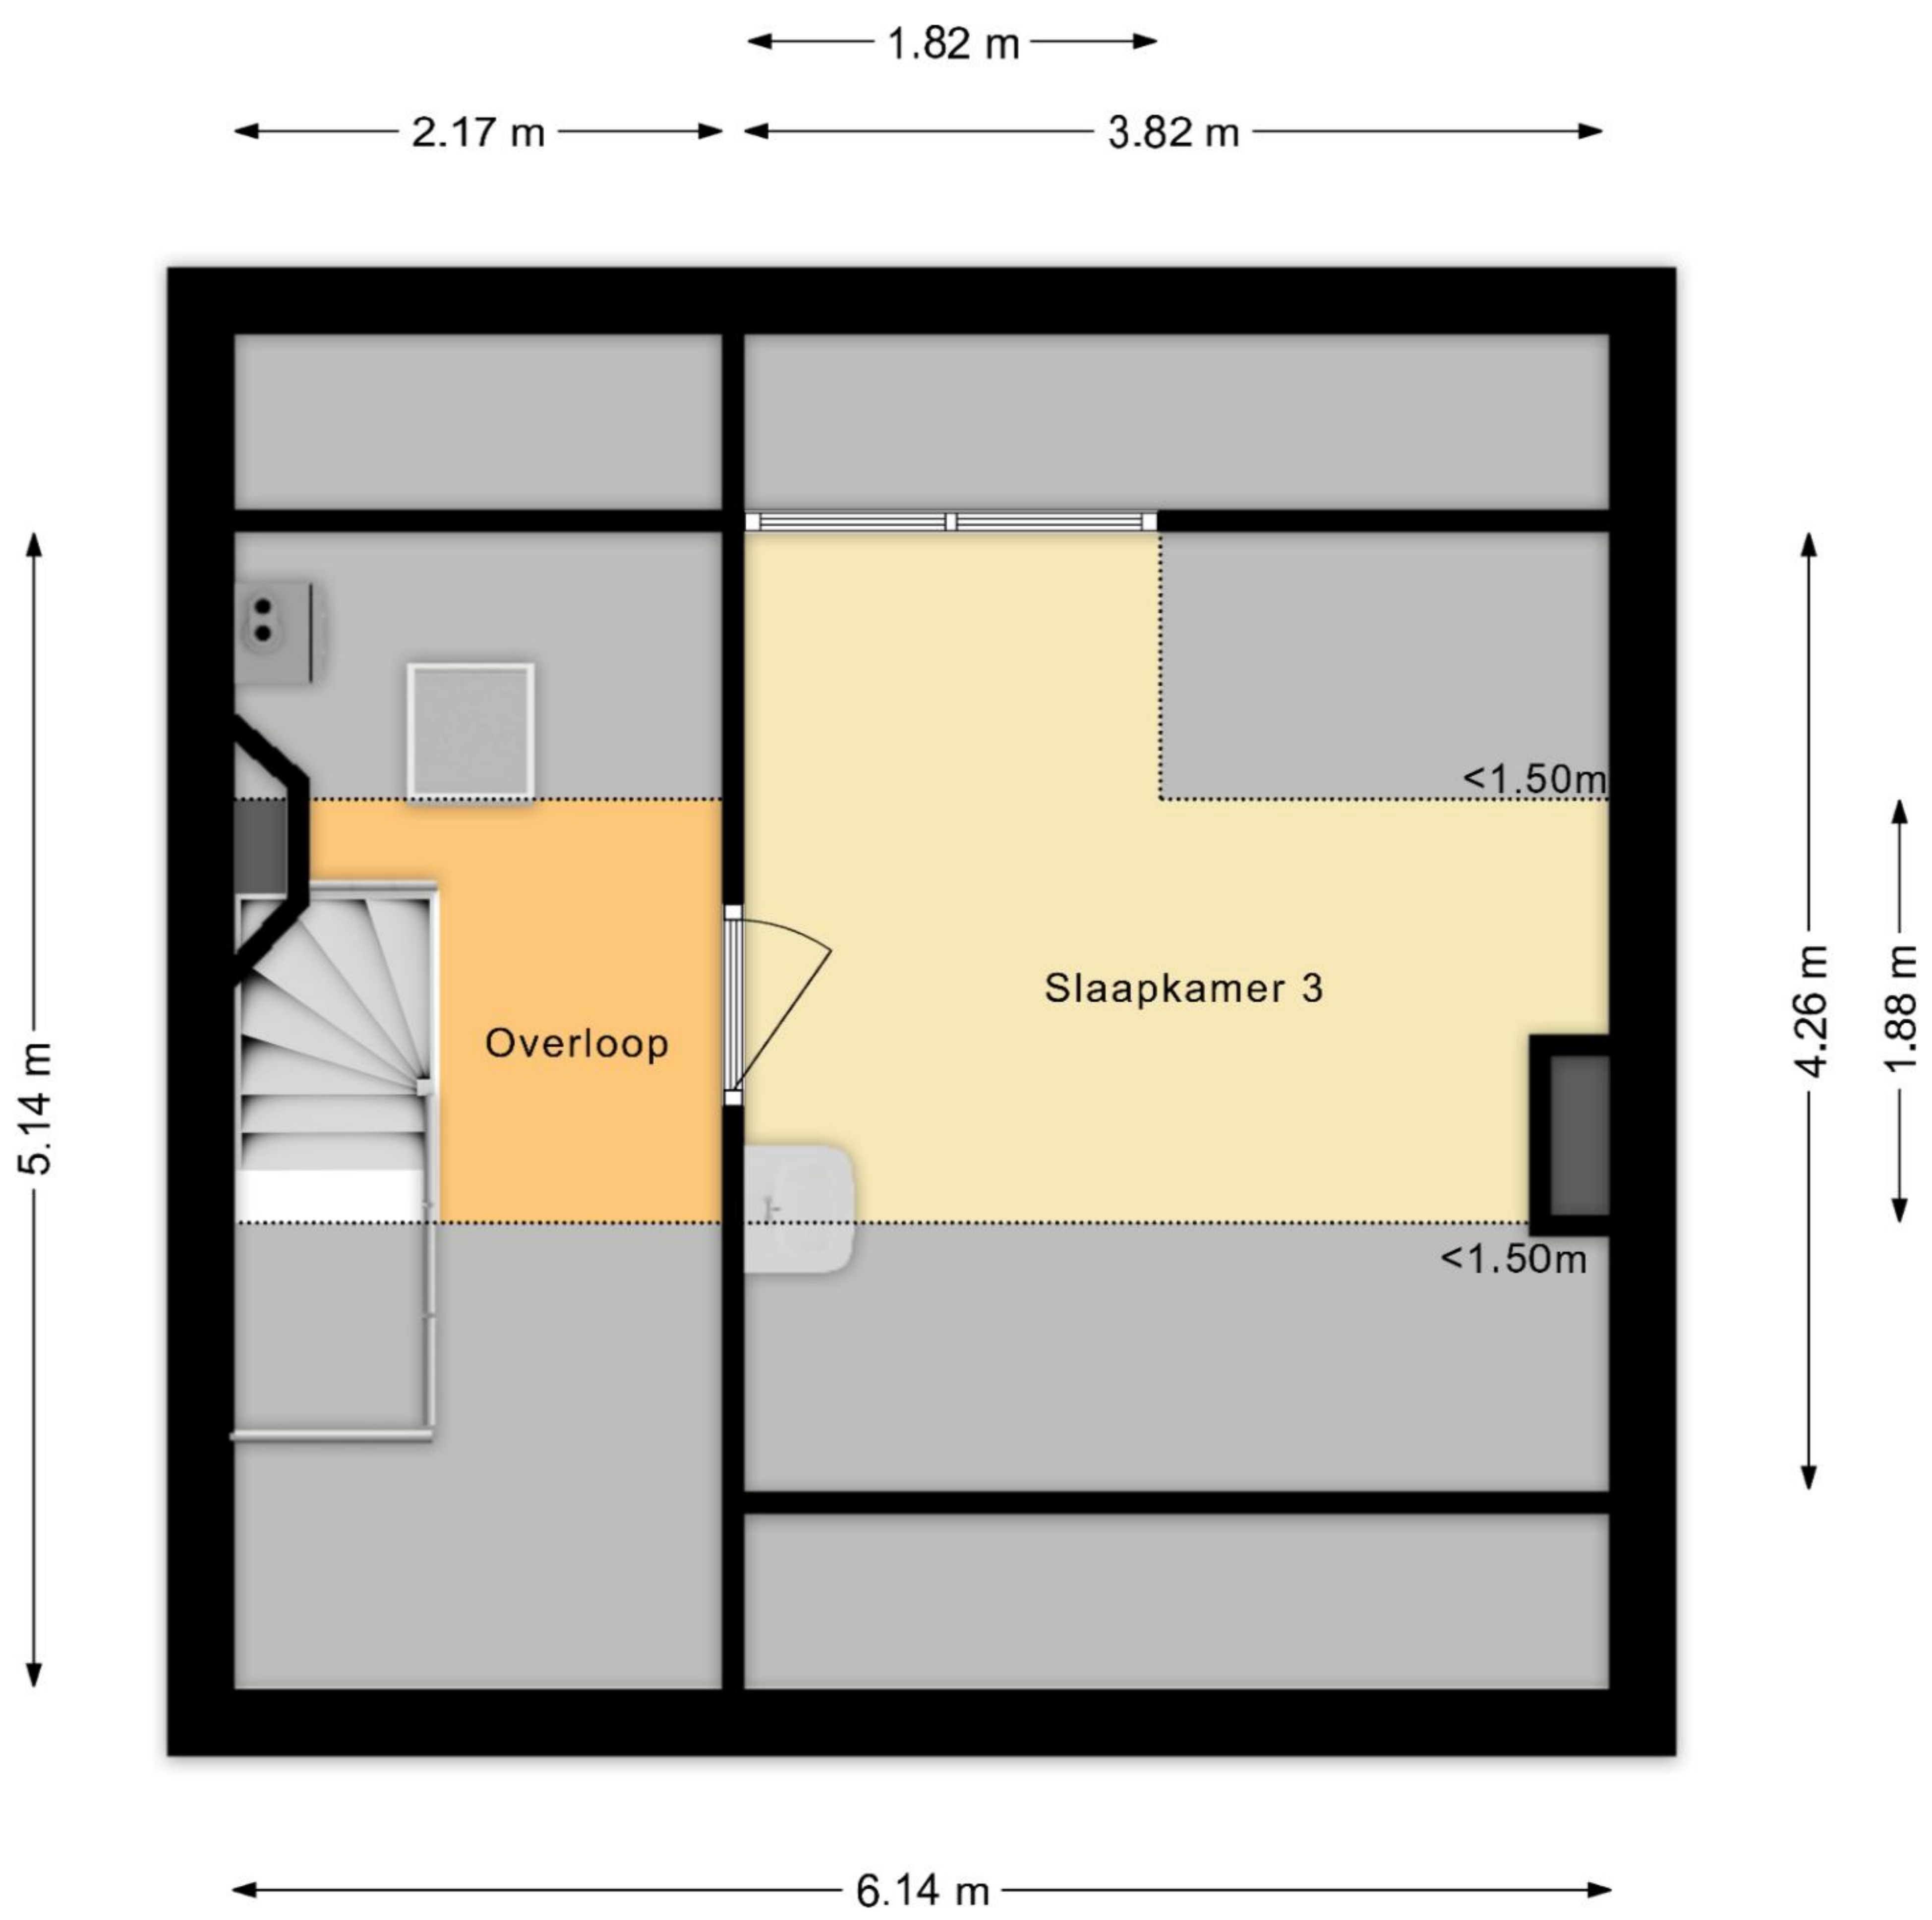 1.82 m
2.17 m
3.82 m
<1.50m
Slaapkamer 3
Overloop
4.26 m
1.88 m
5.14 m
<1.50m
6.14 m